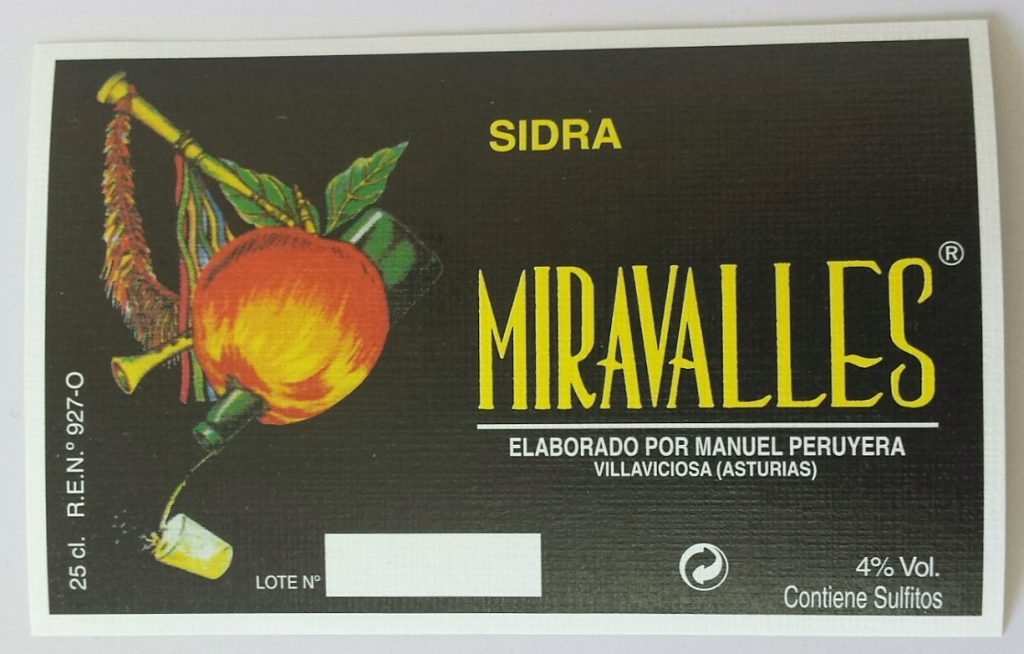 SIDRA
MIRAVALLES®
ELABORADO POR MANUEL PERUYERA
VILLAVICIOSA (ASTURIAS)
25 cl. R.E.N.º 927-O
LOTE Nº
4% Vol.
Contiene Sulfitos